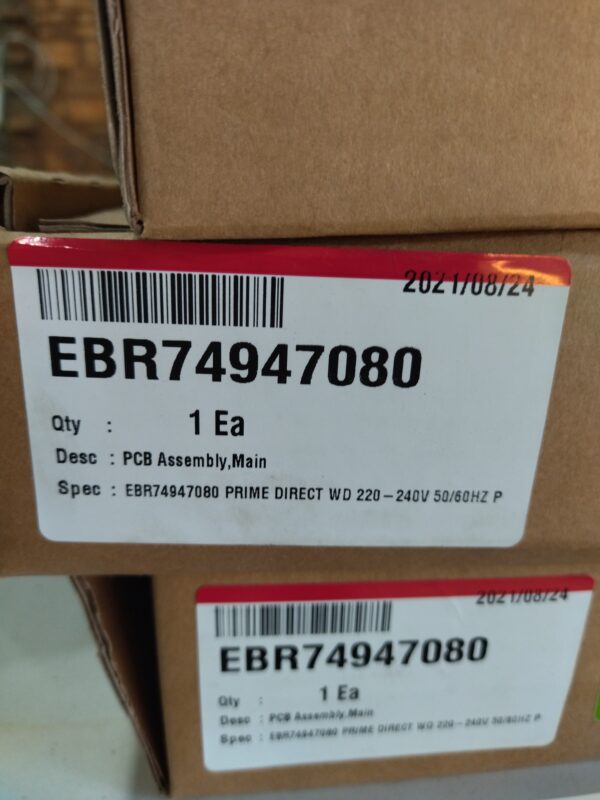 2021/08/24
EBR74947080
Qty : 1 Ea
Desc : PCB Assembly,Main
Spec : EBR74947080 PRIME DIRECT WD 220-240V 50/60HZ P
2021/08/24
EBR74947080
Qty : 1 Ea
Desc : PCB Assembly,Main
Spec : EBR74947080 PRIME DIRECT WD 220-240V 50/60HZ P